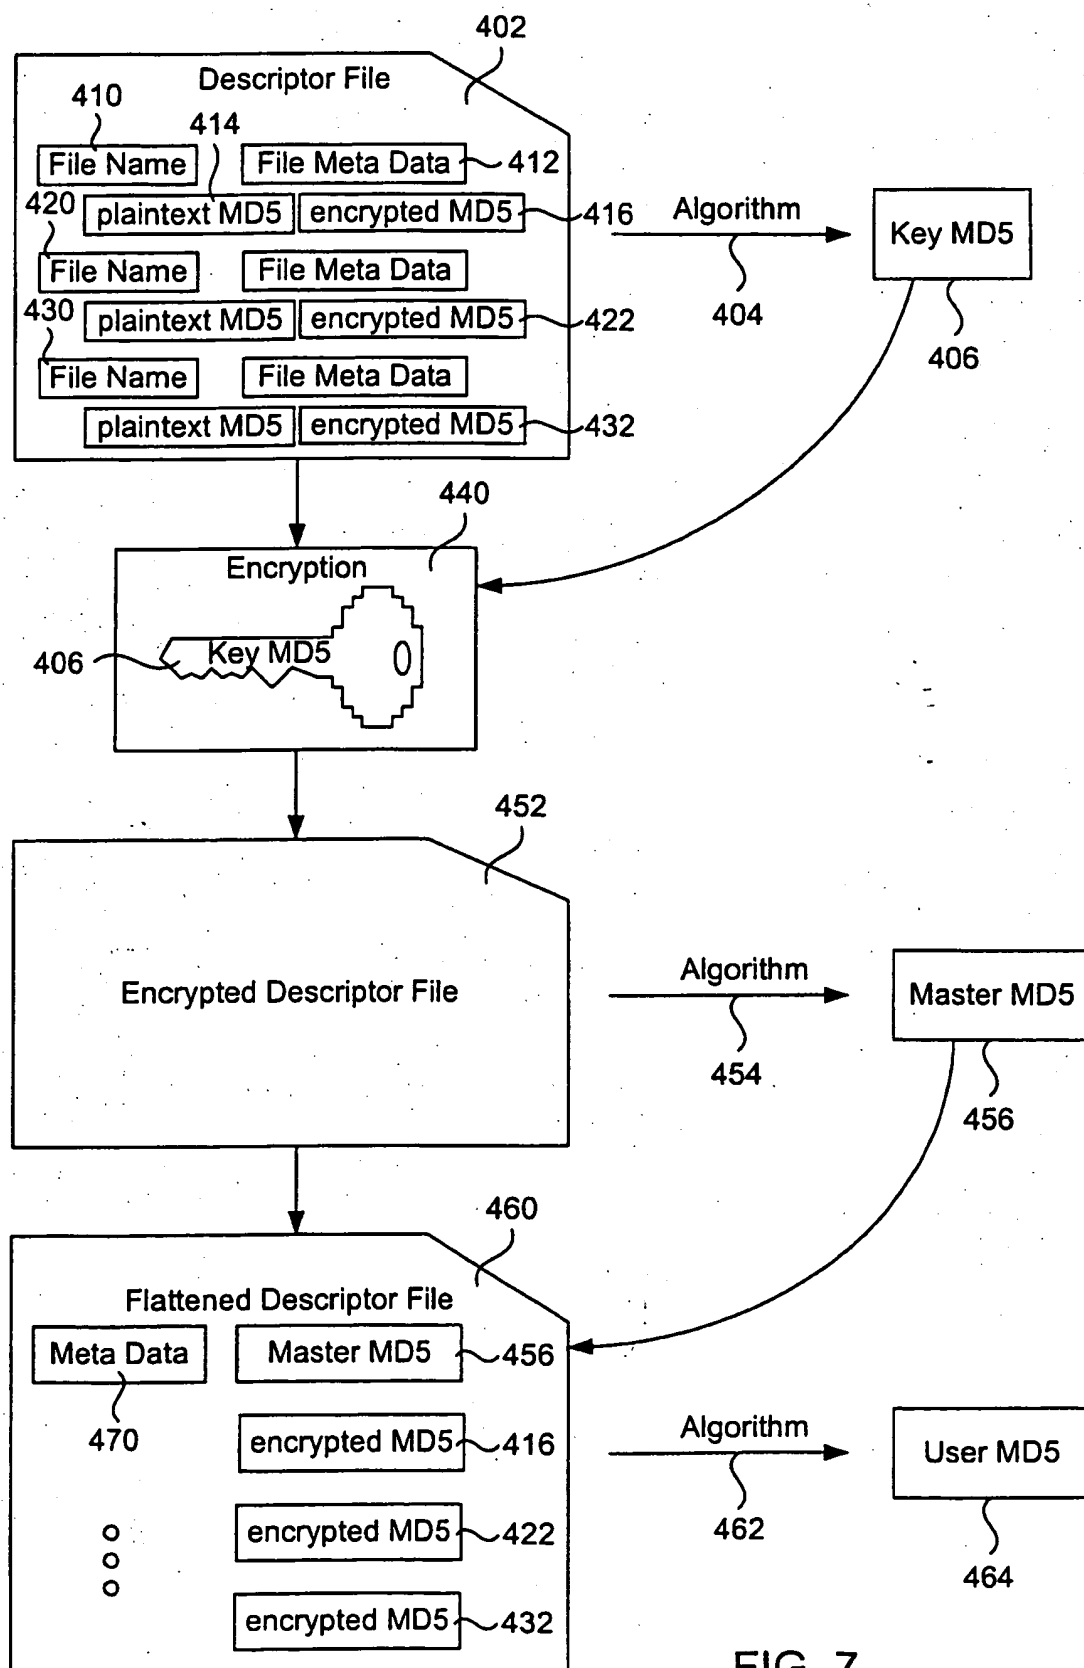 402
Descriptor File
410
414
File Name
File Meta Data
412
420
plaintext MD5
encrypted MD5
416
Algorithm
Key MD5
File Name
File Meta Data
404
406
430
plaintext MD5
encrypted MD5
422
File Name
File Meta Data
plaintext MD5
encrypted MD5
432
440
Encryption
Key MD5
406
452
Encrypted Descriptor File
Algorithm
Master MD5
454
456
460
Flattened Descriptor File
Meta Data
Master MD5
456
470
encrypted MD5
416
Algorithm
User MD5
462
464
encrypted MD5
422
encrypted MD5
432
FIG. 7